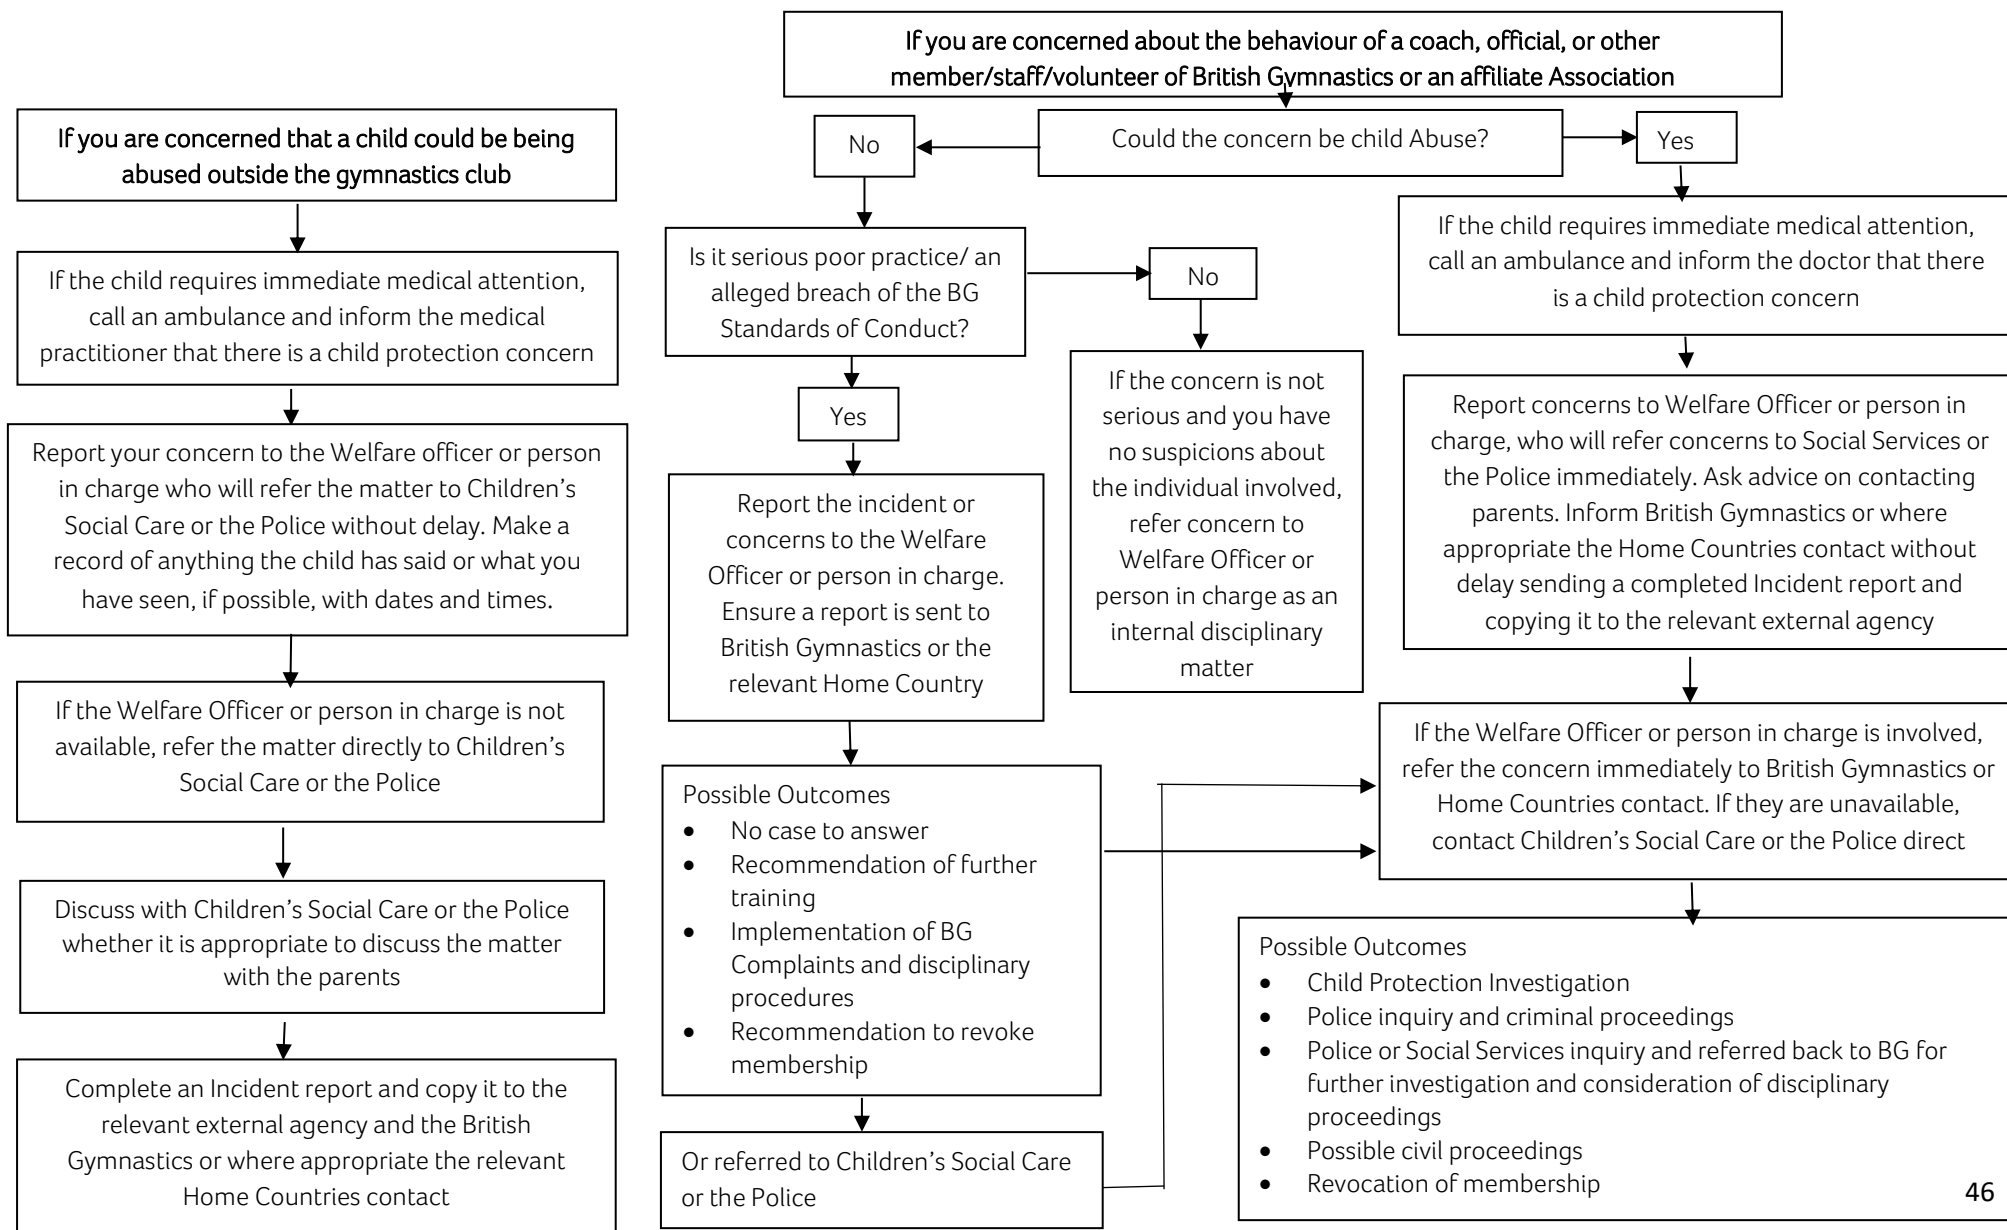 If you are concerned that a child could be being
abused outside the gymnastics club
If the child requires immediate medical attention,
call an ambulance and inform the medical
practitioner that there is a child protection concern
Report your concern to the Welfare officer or person
in charge who will refer the matter to Children's
Social Care or the Police without delay. Make a
record of anything the child has said or what you
have seen, if possible, with dates and times.
If the Welfare Officer or person in charge is not
available, refer the matter directly to Children's
Social Care or the Police
Discuss with Children's Social Care or the Police
whether it is appropriate to discuss the matter
with the parents
Complete an Incident report and copy it to the
relevant external agency and the British
Gymnastics or where appropriate the relevant
Home Countries contact
If you are concerned about the behaviour of a coach, official, or other
member/staff/volunteer of British Gymnastics or an affiliate Association
Could the concern be child Abuse?
No
Yes
Is it serious poor practice/ an
alleged breach of the BG
Standards of Conduct?
No
Yes
If the concern is not
serious and you have
no suspicions about
the individual involved,
refer concern to
Welfare Officer or
person in charge as an
internal disciplinary
matter
Report the incident or
concerns to the Welfare
Officer or person in charge.
Ensure a report is sent to
British Gymnastics or the
relevant Home Country
Possible Outcomes
• No case to answer
• Recommendation of further
training
• Implementation of BG
Complaints and disciplinary
procedures
• Recommendation to revoke
membership
Or referred to Children's Social Care
or the Police
If the child requires immediate medical attention,
call an ambulance and inform the doctor that there
is a child protection concern
Report concerns to Welfare Officer or person in
charge, who will refer concerns to Social Services or
the Police immediately. Ask advice on contacting
parents. Inform British Gymnastics or where
appropriate the Home Countries contact without
delay sending a completed Incident report and
copying it to the relevant external agency
If the Welfare Officer or person in charge is involved,
refer the concern immediately to British Gymnastics or
Home Countries contact. If they are unavailable,
contact Children's Social Care or the Police direct
Possible Outcomes
• Child Protection Investigation
• Police inquiry and criminal proceedings
• Police or Social Services inquiry and referred back to BG for
further investigation and consideration of disciplinary
proceedings
• Possible civil proceedings
• Revocation of membership
46